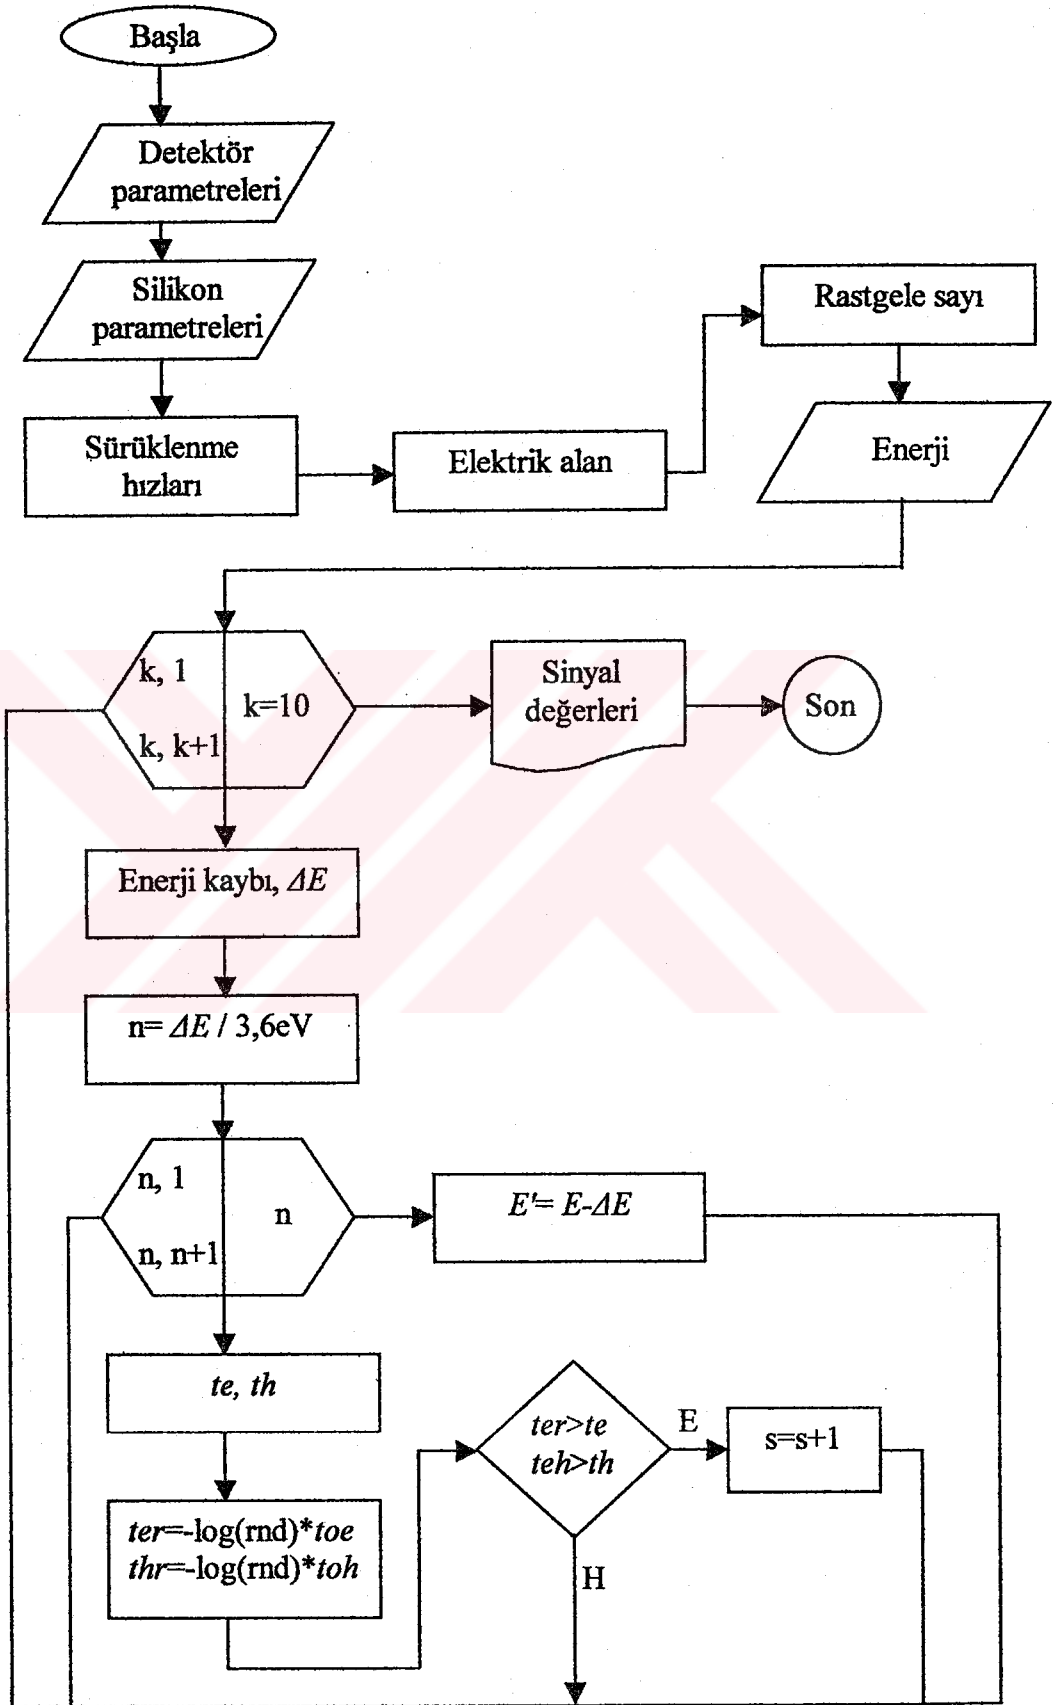 Başla
Detektör
parametreleri
Silikon
parametreleri
Sürüklenme
hızları
Elektrik alan
Rastgele sayı
Enerji
k, 1
k=10
k, k+1
Sinyal
değerleri
Son
Enerji kaybı, ΔE
n= ΔE / 3,6eV
n, 1
n
n, n+1
E'= E-ΔE
te, th
ter=-log(rnd)*toe
thr=-log(rnd)*toh
ter>te
teh>th
E
s=s+1
H